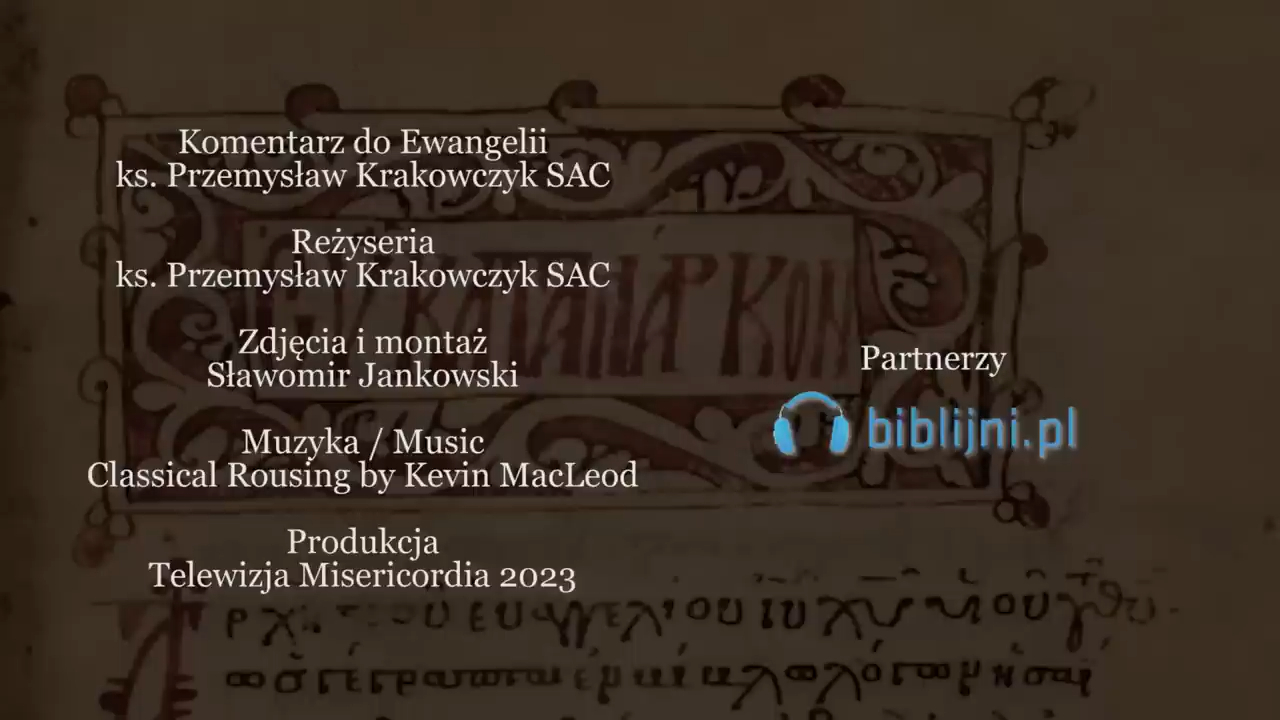 Komentarz do Ewangelii
ks. Przemysław Krakowczyk SAC
Reżyseria
ks. Przemysław Krakowczyk SAC
Zdjęcia i montaż
Sławomir Jankowski
Muzyka / Music
Classical Rousing by Kevin MacLeod
Produkcja
Telewizja Misericordia 2023
Partnerzy
biblijni.pl